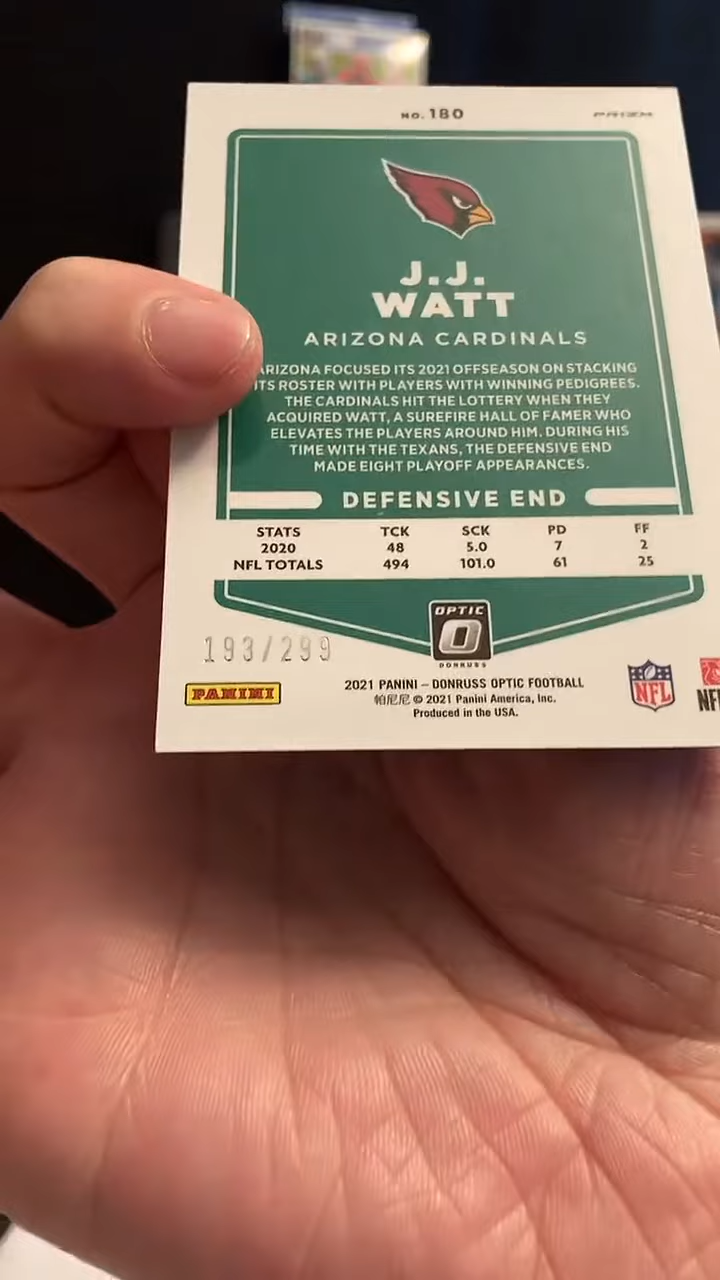 NO. 180
PRIZM
J.J.
WATT
ARIZONA CARDINALS
ARIZONA FOCUSED ITS 2021 OFFSEASON ON STACKING
ITS ROSTER WITH PLAYERS WITH WINNING PEDIGREES.
THE CARDINALS HIT THE LOTTERY WHEN THEY
ACQUIRED WATT, A SUREFIRE HALL OF FAMER WHO
ELEVATES THE PLAYERS AROUND HIM. DURING HIS
TIME WITH THE TEXANS, THE DEFENSIVE END
MADE EIGHT PLAYOFF APPEARANCES.
DEFENSIVE END
STATS TCK SCK PD FF
2020 48 5.0 7 2
NFL TOTALS 494 101.0 61 25
OPTIC
O
DONRUSS
193/299
PANINI
2021 PANINI – DONRUSS OPTIC FOOTBALL
帕尼尼 © 2021 Panini America, Inc.
Produced in the USA.
NFL
NFL